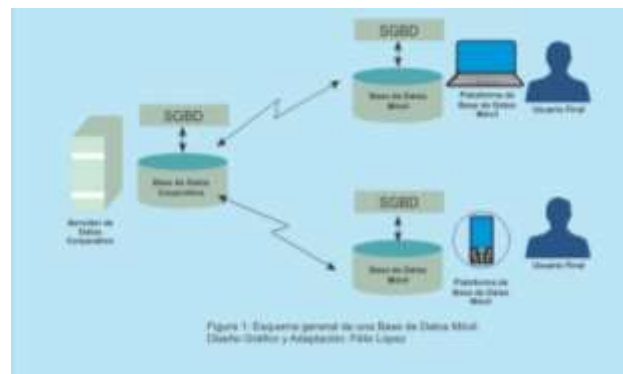 SGBD
Base de Datos
Móvil
Plataforma de
Base de Datos
Móvil
Usuario Final
SGBD
Base de Datos
Corporativa
Servidor de
Datos
Corporativo
SGBD
Base de Datos
Móvil
Plataforma de
Base de Datos
Móvil
Usuario Final
Figura 1: Esquema general de una Base de Datos Móvil
Diseño Gráfico y Adaptación: Félix López